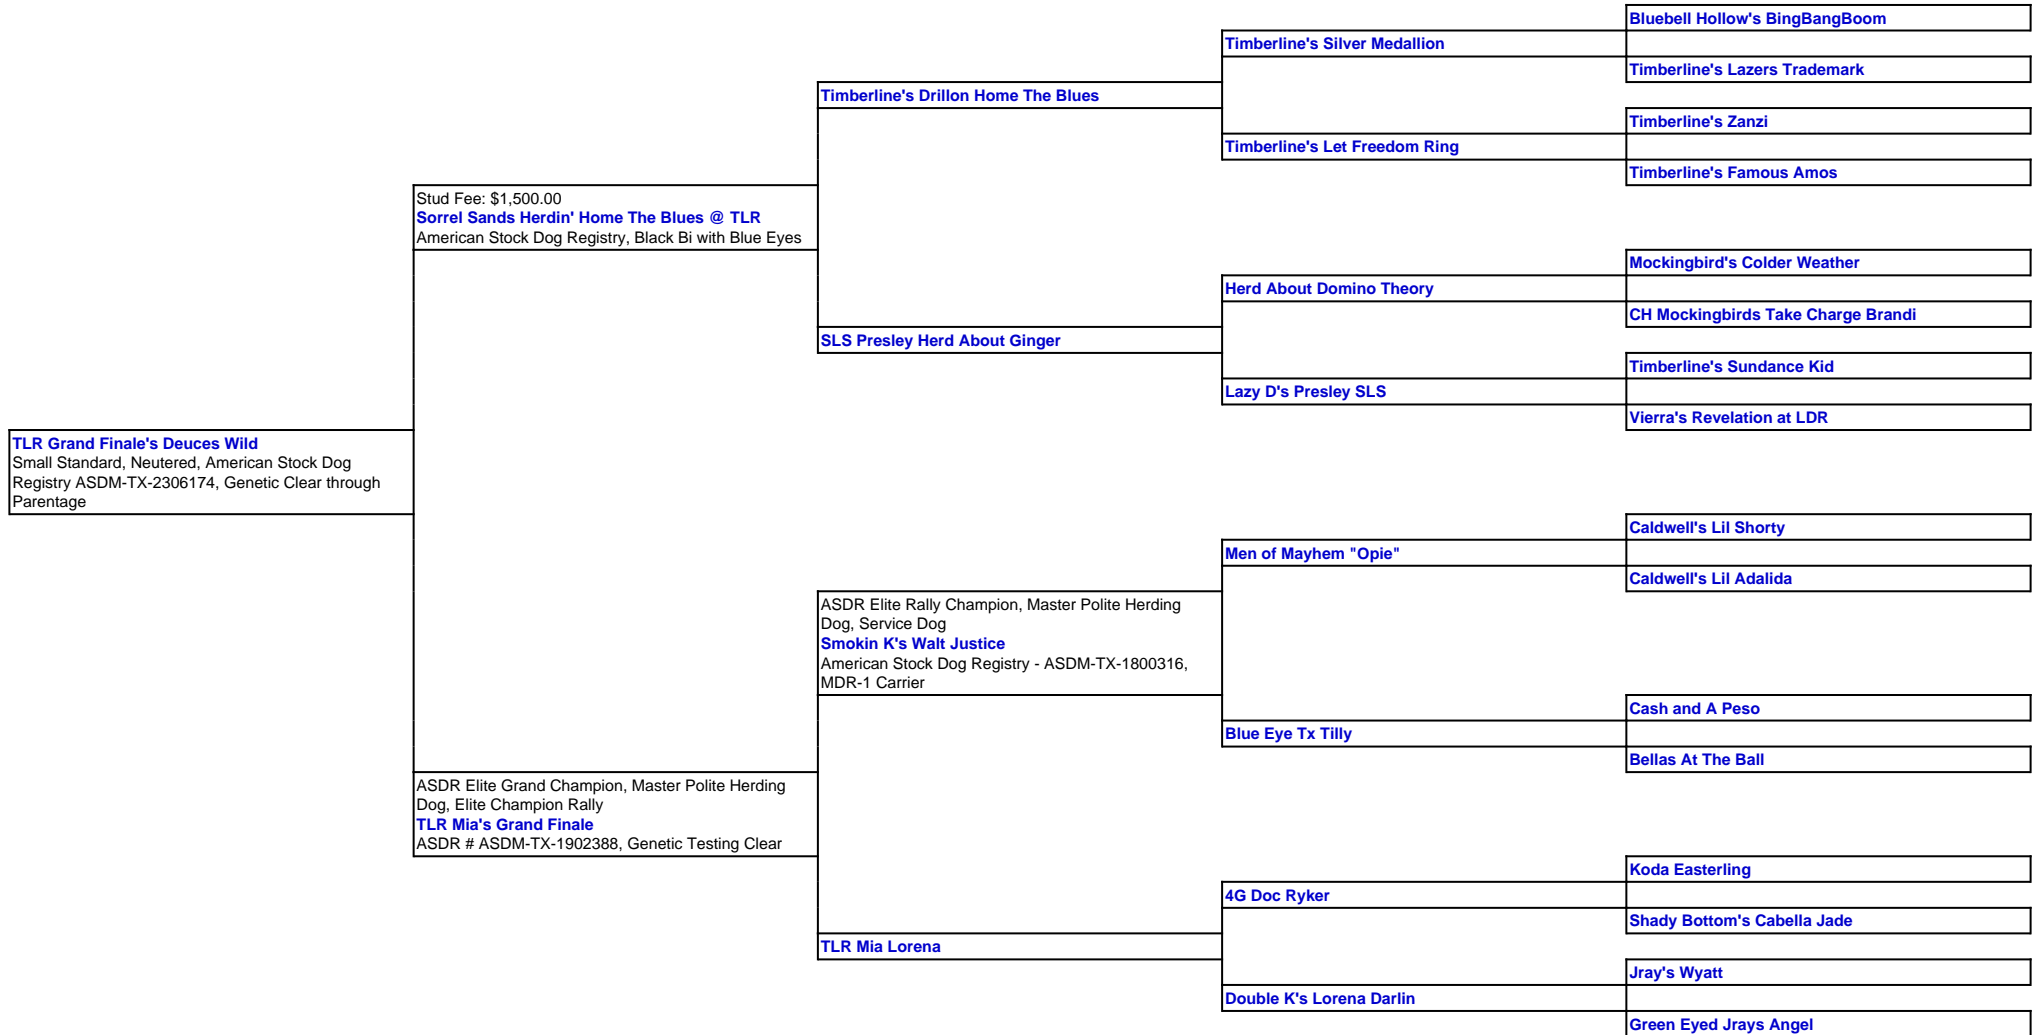 Bluebell Hollow's BingBangBoom
Timberline's Silver Medallion
Timberline's Lazers Trademark
Timberline's Drillon Home The Blues
Timberline's Zanzi
Timberline's Let Freedom Ring
Timberline's Famous Amos
Stud Fee: $1,500.00
Sorrel Sands Herdin' Home The Blues @ TLR
American Stock Dog Registry, Black Bi with Blue Eyes
Mockingbird's Colder Weather
Herd About Domino Theory
CH Mockingbirds Take Charge Brandi
SLS Presley Herd About Ginger
Timberline's Sundance Kid
Lazy D's Presley SLS
Vierra's Revelation at LDR
TLR Grand Finale's Deuces Wild
Small Standard, Neutered, American Stock Dog
Registry ASDM-TX-2306174, Genetic Clear through
Parentage
Caldwell's Lil Shorty
Men of Mayhem "Opie"
Caldwell's Lil Adalida
ASDR Elite Rally Champion, Master Polite Herding
Dog, Service Dog
Smokin K's Walt Justice
American Stock Dog Registry - ASDM-TX-1800316,
MDR-1 Carrier
Cash and A Peso
Blue Eye Tx Tilly
Bellas At The Ball
ASDR Elite Grand Champion, Master Polite Herding
Dog, Elite Champion Rally
TLR Mia's Grand Finale
ASDR # ASDM-TX-1902388, Genetic Testing Clear
Koda Easterling
4G Doc Ryker
Shady Bottom's Cabella Jade
TLR Mia Lorena
Jray's Wyatt
Double K's Lorena Darlin
Green Eyed Jrays Angel